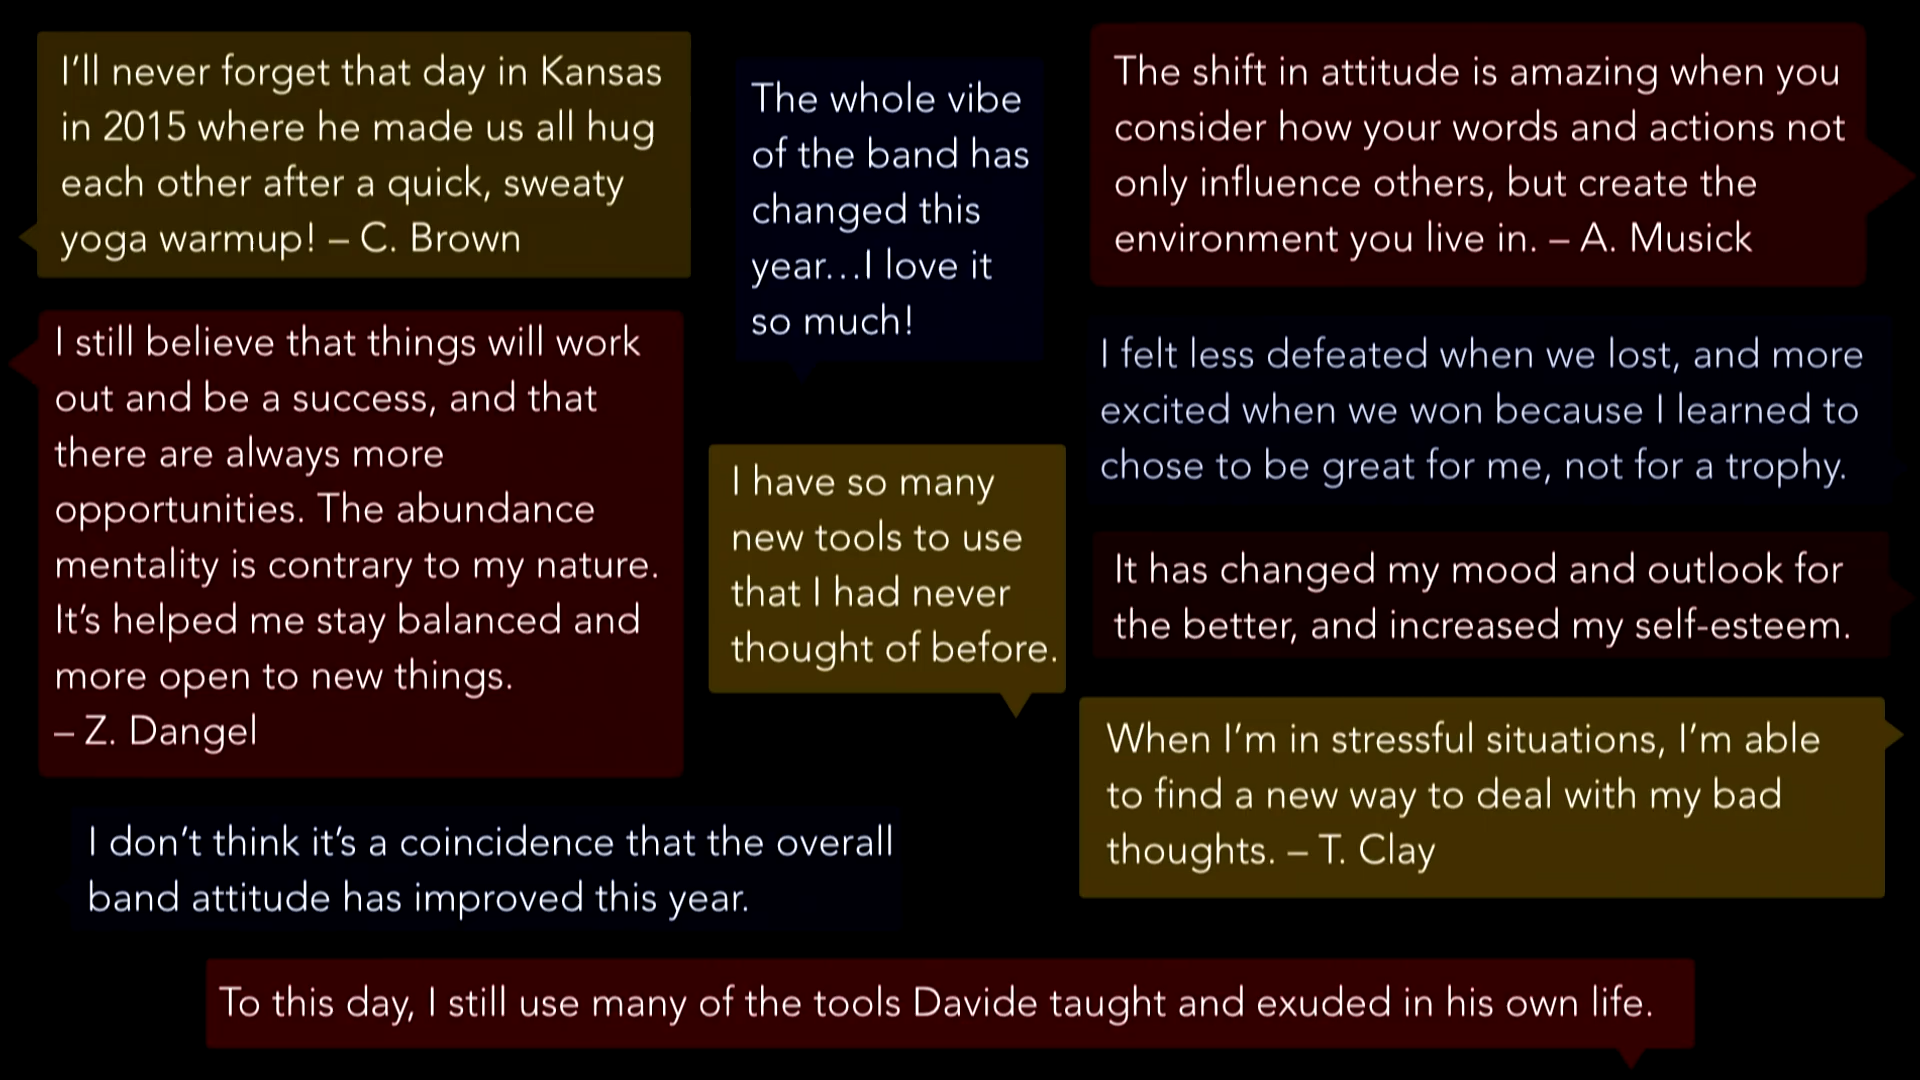 I’ll never forget that day in Kansas
in 2015 where he made us all hug
each other after a quick, sweaty
yoga warmup! – C. Brown
The whole vibe
of the band has
changed this
year…I love it
so much!
The shift in attitude is amazing when you
consider how your words and actions not
only influence others, but create the
environment you live in. – A. Musick
I still believe that things will work
out and be a success, and that
there are always more
opportunities. The abundance
mentality is contrary to my nature.
It’s helped me stay balanced and
more open to new things.
– Z. Dangel
I have so many
new tools to use
that I had never
thought of before.
I felt less defeated when we lost, and more
excited when we won because I learned to
chose to be great for me, not for a trophy.
It has changed my mood and outlook for
the better, and increased my self-esteem.
When I’m in stressful situations, I’m able
to find a new way to deal with my bad
thoughts. – T. Clay
I don’t think it’s a coincidence that the overall
band attitude has improved this year.
To this day, I still use many of the tools Davide taught and exuded in his own life.